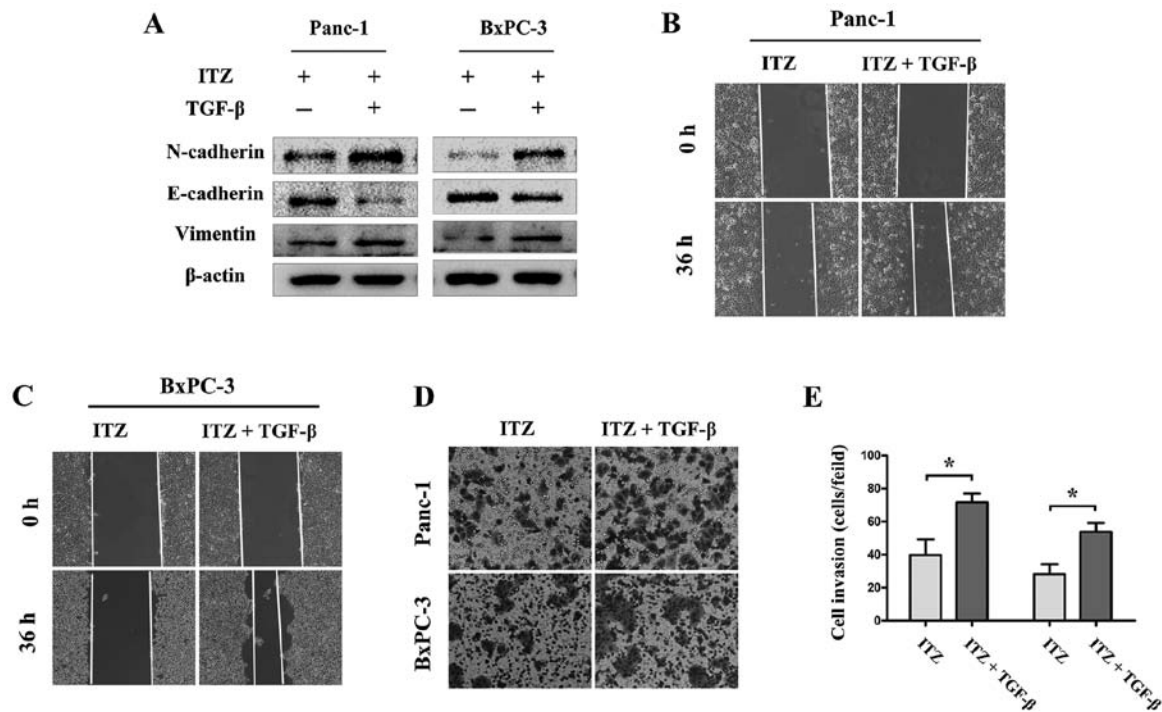 A
Panc-1
BxPC-3
ITZ + + + +
TGF-β – + – +
N-cadherin
E-cadherin
Vimentin
β-actin
B
Panc-1
ITZ ITZ + TGF-β
0 h
36 h
C
BxPC-3
ITZ ITZ + TGF-β
0 h
36 h
D
ITZ ITZ + TGF-β
Panc-1
BxPC-3
E
Cell invasion (cells/feild)
100
80
60
40
20
0
*
*
ITZ
ITZ + TGF-β
ITZ
ITZ + TGF-β